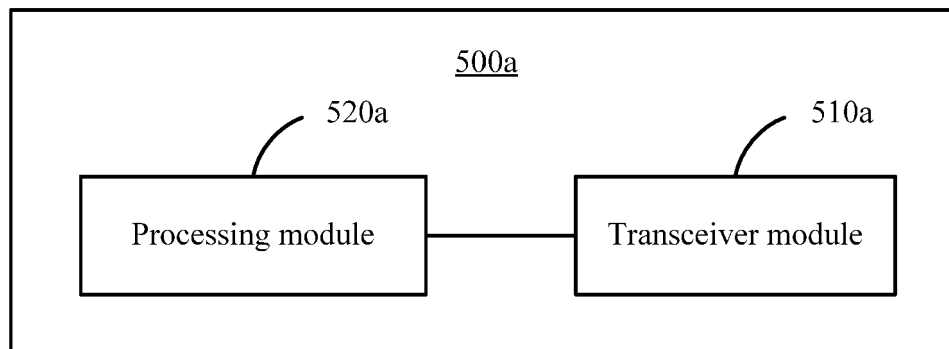 500a
520a
510a
Processing module
Transceiver module